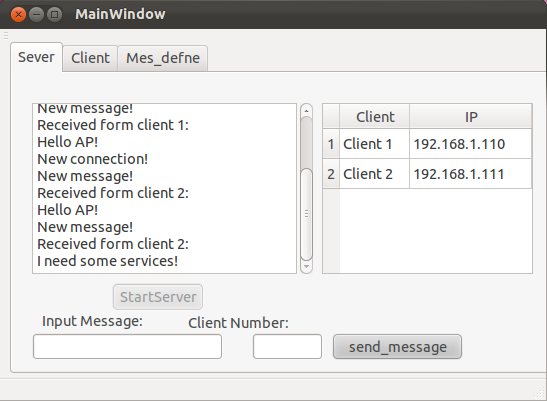 MainWindow
Sever Client Mes_defne
New message!
Received form client 1:
Hello AP!
New connection!
New message!
Received form client 2:
Hello AP!
New message!
Received form client 2:
I need some services!
Client IP
1 Client 1 192.168.1.110
2 Client 2 192.168.1.111
StartServer
Input Message: Client Number:
send_message